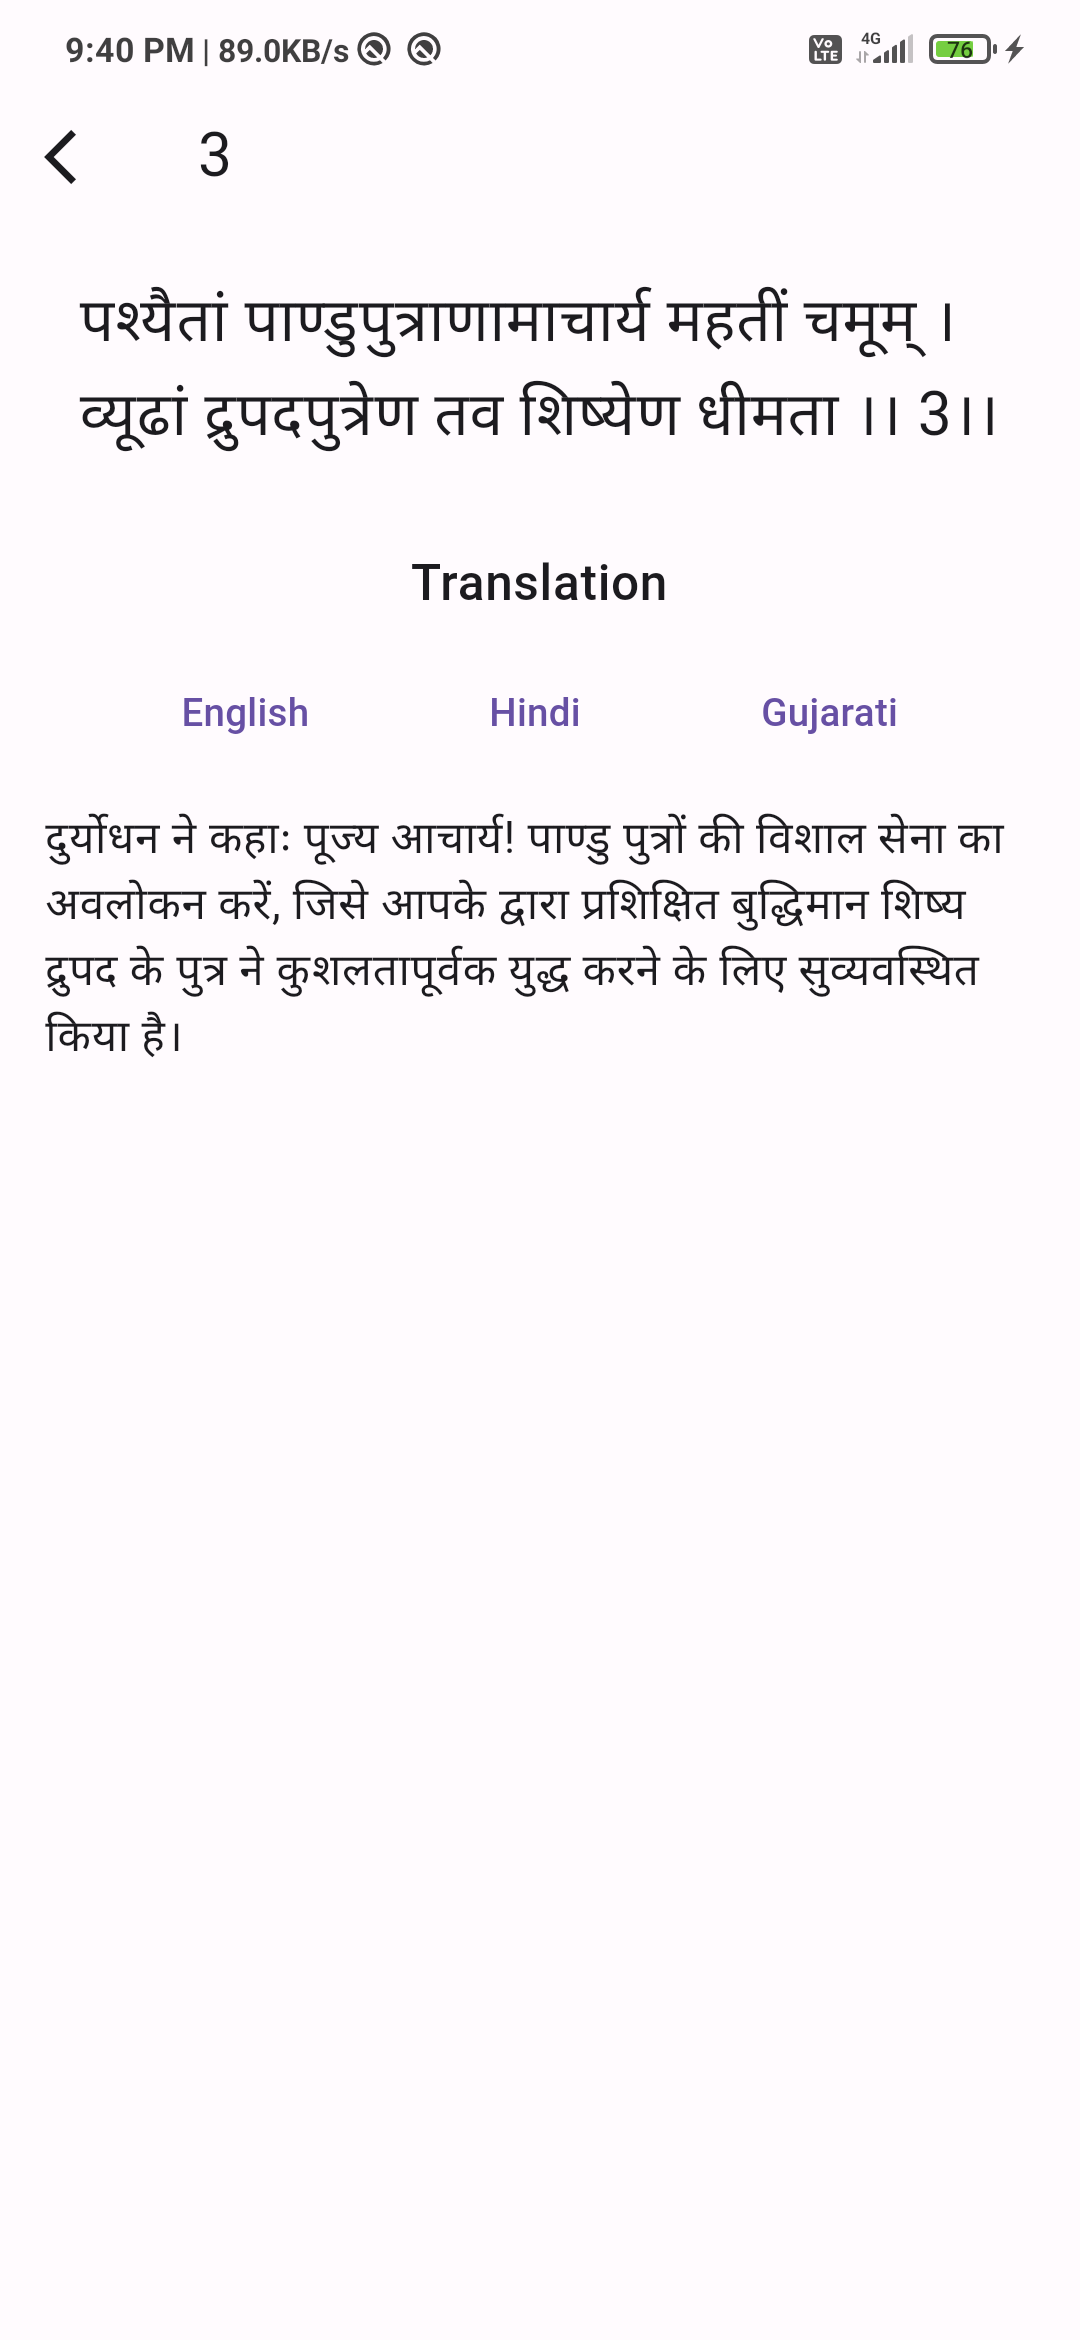 9:40 PM | 89.0KB/s Vo LTE 4G 76
3
पश्यैतां पाण्डुपुत्राणामाचार्य महतीं चमूम् ।
व्यूढां द्रुपदपुत्रेण तव शिष्येण धीमता ।। 3।।
Translation
English Hindi Gujarati
दुर्योधन ने कहाः पूज्य आचार्य! पाण्डु पुत्रों की विशाल सेना का
अवलोकन करें, जिसे आपके द्वारा प्रशिक्षित बुद्धिमान शिष्य
द्रुपद के पुत्र ने कुशलतापूर्वक युद्ध करने के लिए सुव्यवस्थित
किया है।